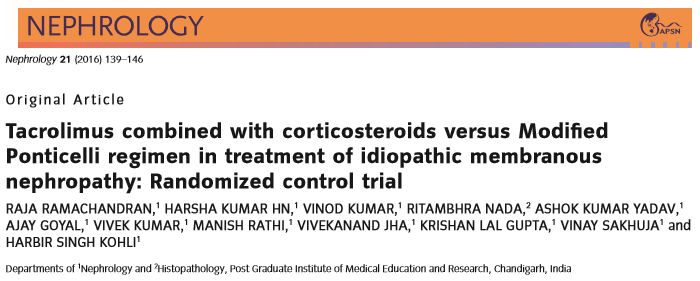 NEPHROLOGY
APSN
Nephrology 21 (2016) 139–146
Original Article
Tacrolimus combined with corticosteroids versus Modified
Ponticelli regimen in treatment of idiopathic membranous
nephropathy: Randomized control trial
RAJA RAMACHANDRAN,¹ HARSHA KUMAR HN,¹ VINOD KUMAR,¹ RITAMBHRA NADA,² ASHOK KUMAR YADAV,¹
AJAY GOYAL,¹ VIVEK KUMAR,¹ MANISH RATHI,¹ VIVEKANAND JHA,¹ KRISHAN LAL GUPTA,¹ VINAY SAKHUJA¹ and
HARBIR SINGH KOHLI¹
Departments of ¹Nephrology and ²Histopathology, Post Graduate Institute of Medical Education and Research, Chandigarh, India